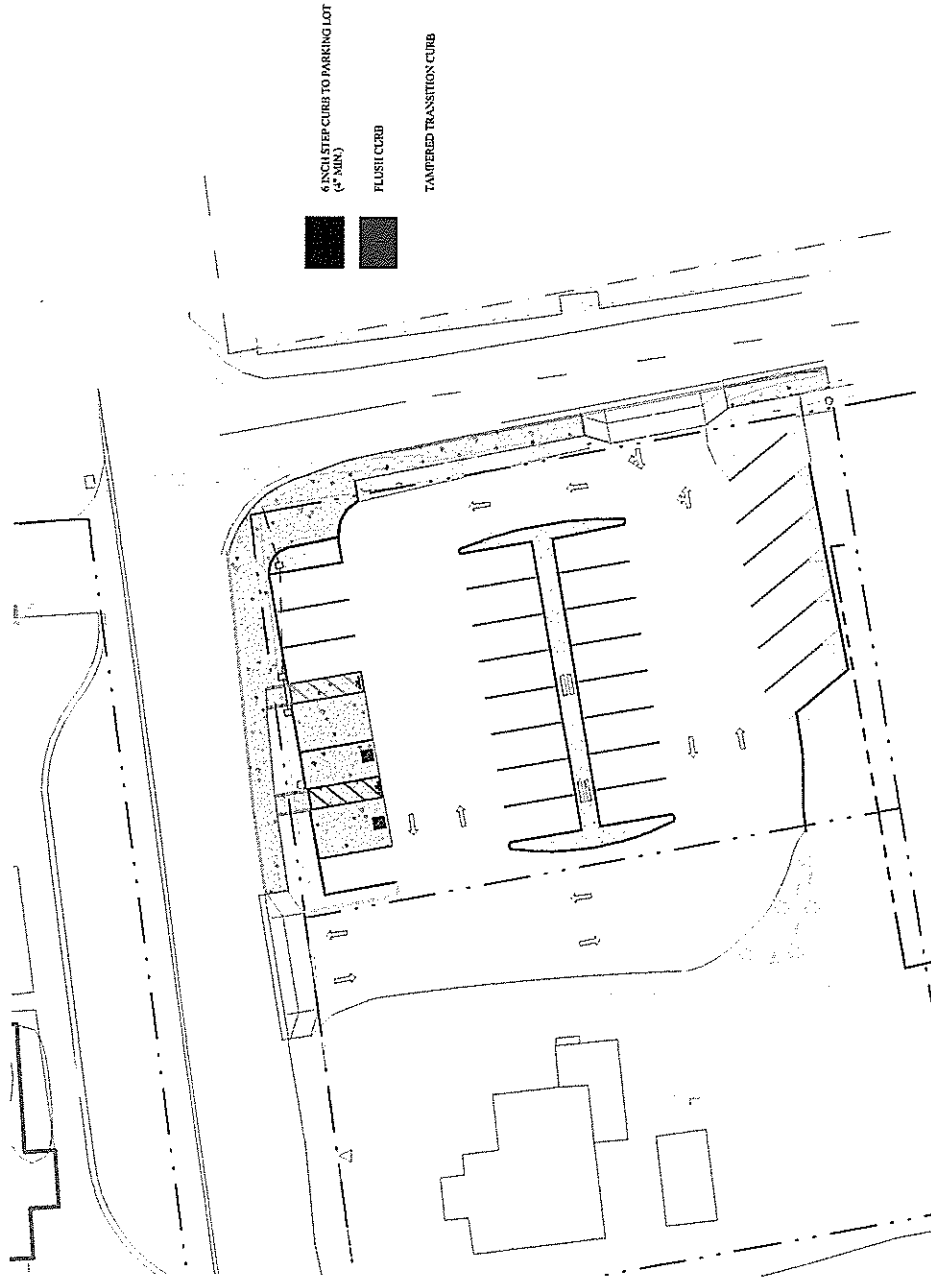 6 INCH STEP CURB TO PARKING LOT
(4" MIN.)
FLUSH CURB
TAMPERED TRANSITION CURB